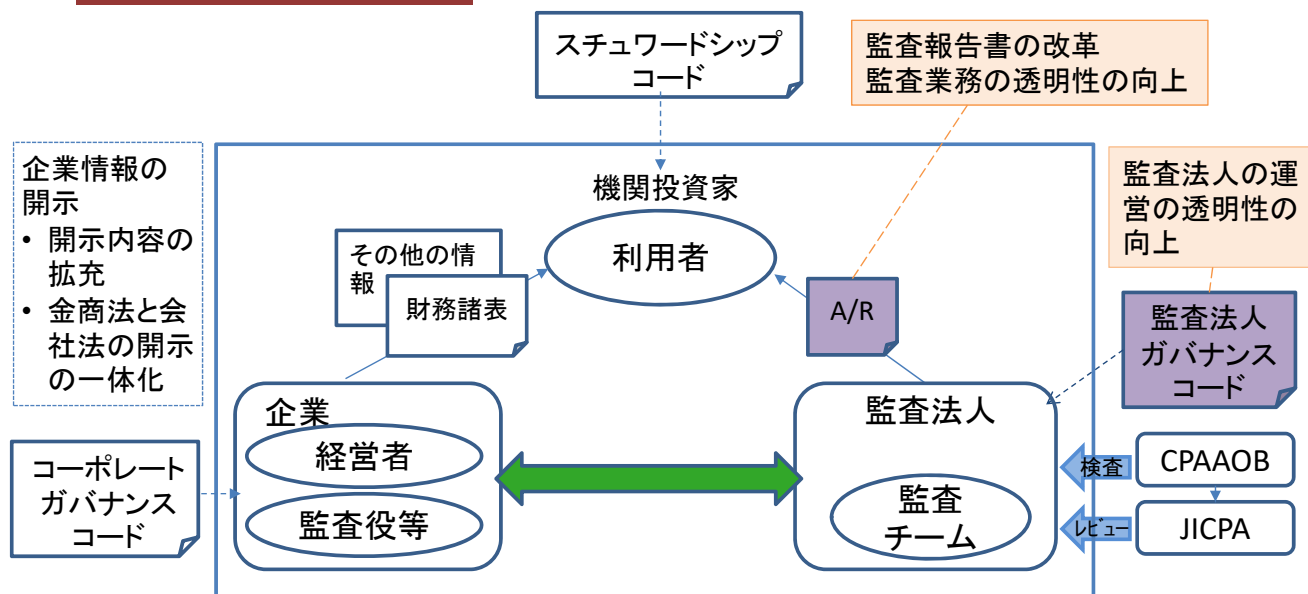 スチュワードシップ
コード
監査報告書の改革
監査業務の透明性の向上
企業情報の
開示
• 開示内容の
拡充
• 金商法と会
社法の開示
の一体化
機関投資家
利用者
監査法人の運
営の透明性の
向上
その他の情
報
財務諸表
A/R
監査法人
ガバナンス
コード
企業
経営者
監査役等
監査法人
監査
チーム
コーポレート
ガバナンス
コード
検査
CPAAOB
レビュー
JICPA